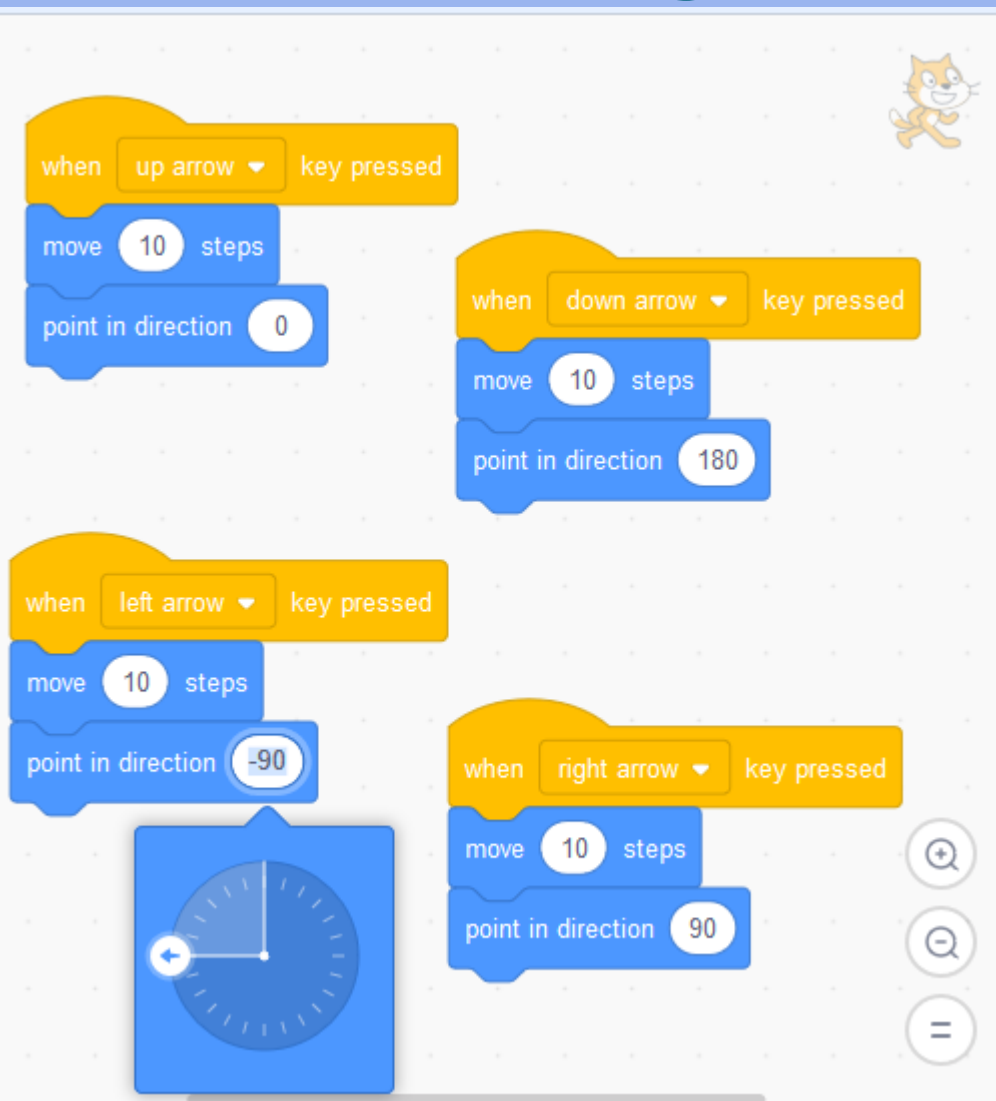 when up arrow key pressed
move 10 steps
point in direction 0
when down arrow key pressed
move 10 steps
point in direction 180
when left arrow key pressed
move 10 steps
point in direction -90
when right arrow key pressed
move 10 steps
point in direction 90